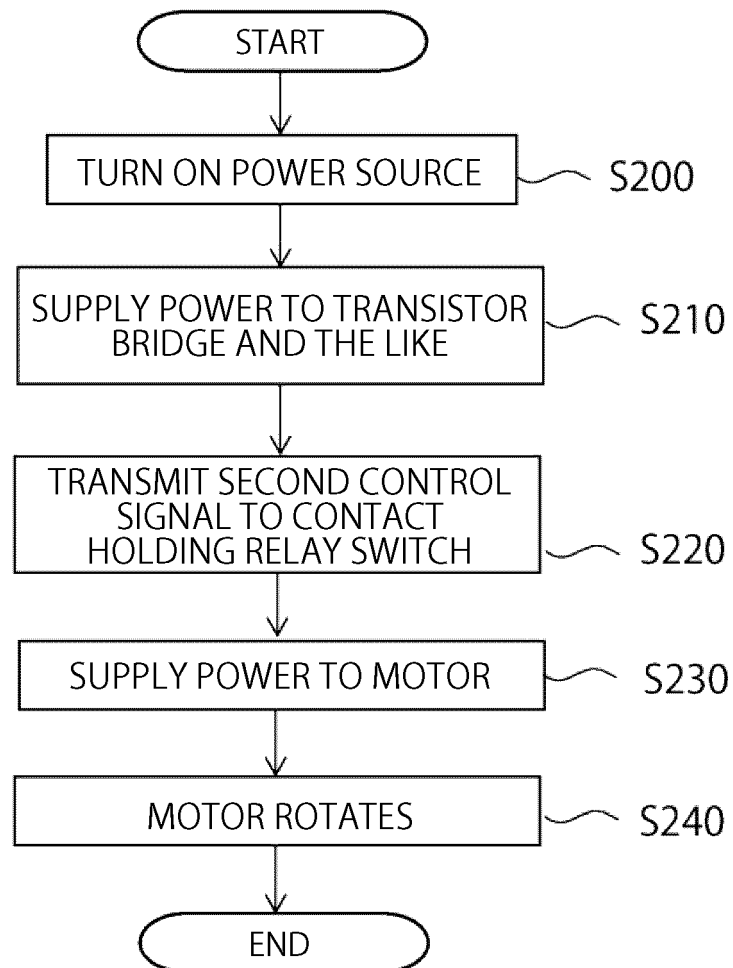 START
TURN ON POWER SOURCE
S200
SUPPLY POWER TO TRANSISTOR
BRIDGE AND THE LIKE
S210
TRANSMIT SECOND CONTROL
SIGNAL TO CONTACT
HOLDING RELAY SWITCH
S220
SUPPLY POWER TO MOTOR
S230
MOTOR ROTATES
S240
END